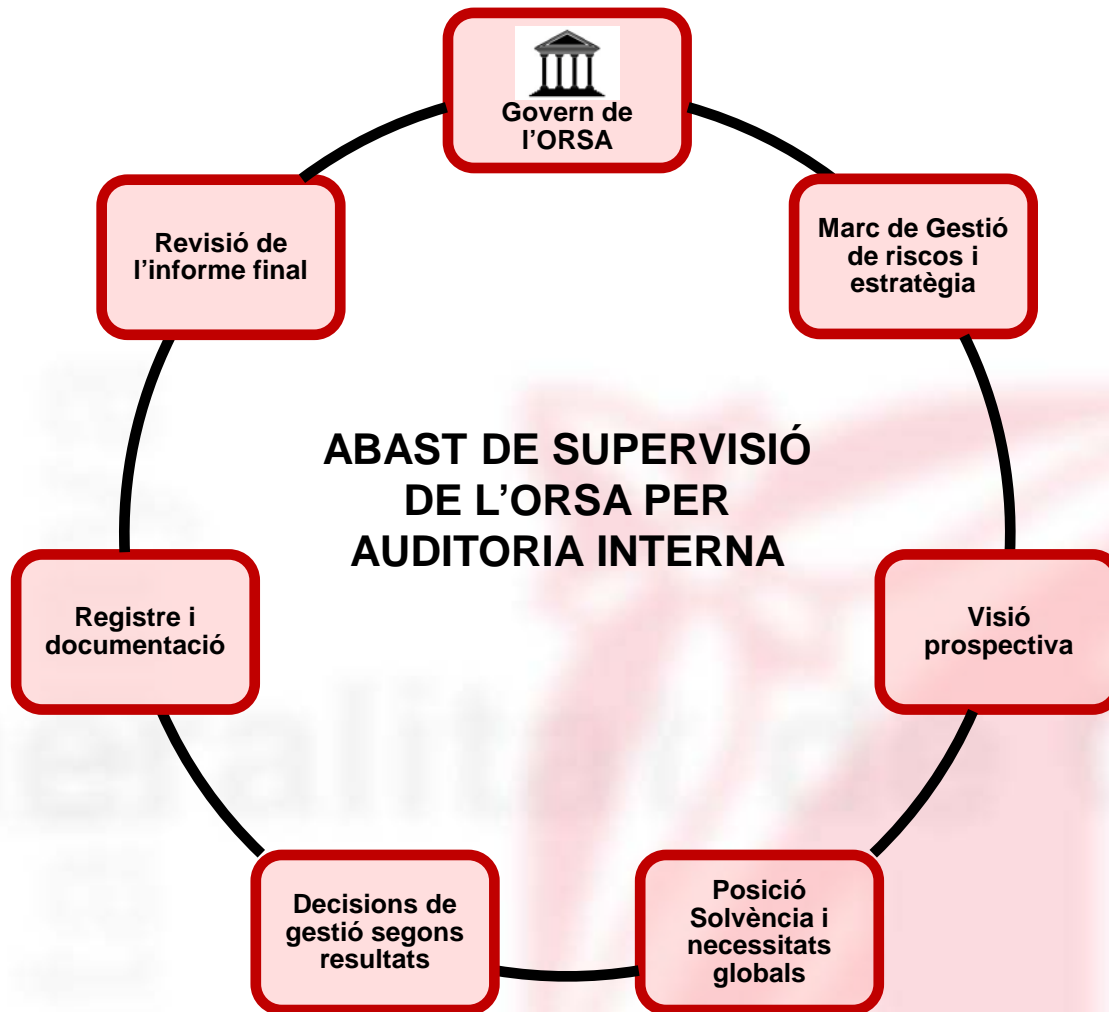 Govern de
l'ORSA
Marc de Gestió
de riscos i
estratègia
Visió
prospectiva
Posició
Solvència i
necessitats
globals
Decisions de
gestió segons
resultats
Registre i
documentació
Revisió de
l'informe final
ABAST DE SUPERVISIÓ
DE L'ORSA PER
AUDITORIA INTERNA